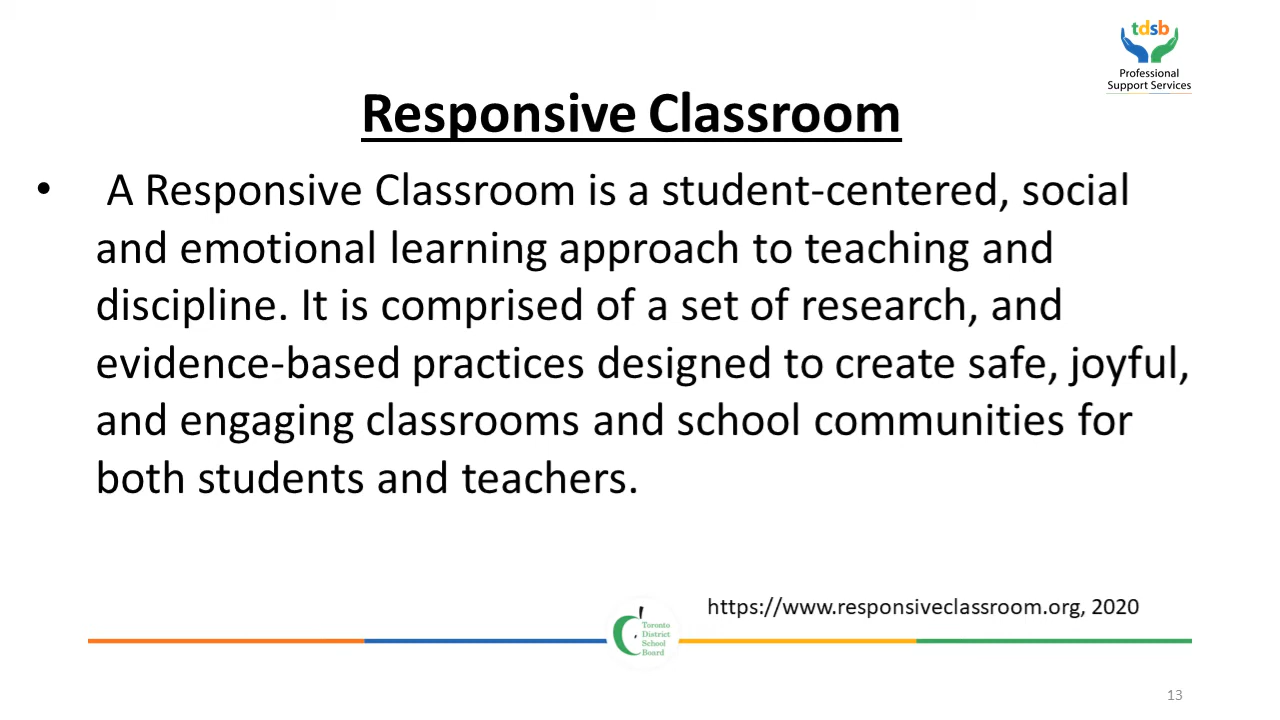 tdsb
Professional
Support Services
Responsive Classroom
• A Responsive Classroom is a student-centered, social
and emotional learning approach to teaching and
discipline. It is comprised of a set of research, and
evidence-based practices designed to create safe, joyful,
and engaging classrooms and school communities for
both students and teachers.
https://www.responsiveclassroom.org, 2020
Toronto
District
School
Board
13